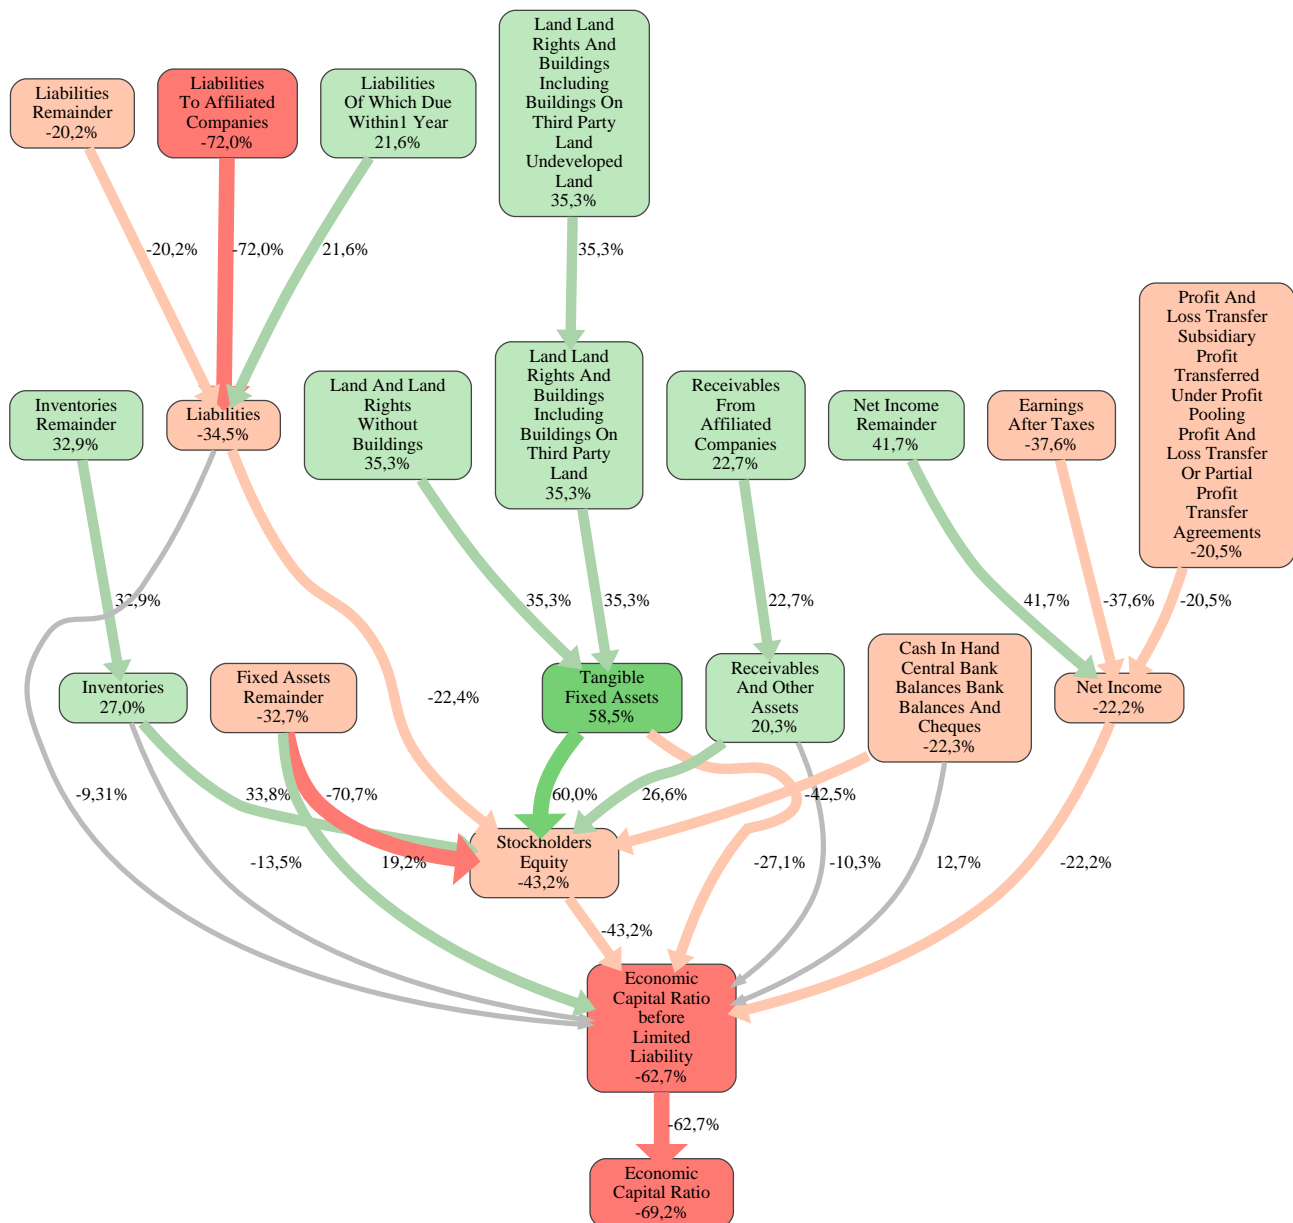 Land Land
Rights And
Buildings
Including
Buildings On
Third Party
Land
Undeveloped
Land
35,3%
Liabilities
Remainder
-20,2%
Liabilities
To Affiliated
Companies
-72,0%
Liabilities
Of Which Due
Within1 Year
21,6%
-20,2%
-72,0%
21,6%
35,3%
Profit And
Loss Transfer
Subsidiary
Profit
Transferred
Under Profit
Pooling
Profit And
Loss Transfer
Or Partial
Profit
Transfer
Agreements
-20,5%
Inventories
Remainder
32,9%
Liabilities
-34,5%
Land And Land
Rights
Without
Buildings
35,3%
Land Land
Rights And
Buildings
Including
Buildings On
Third Party
Land
35,3%
Receivables
From
Affiliated
Companies
22,7%
Net Income
Remainder
41,7%
Earnings
After Taxes
-37,6%
32,9%
35,3%
35,3%
22,7%
41,7%
-37,6%
-20,5%
Inventories
27,0%
Fixed Assets
Remainder
-32,7%
-22,4%
Tangible
Fixed Assets
58,5%
Receivables
And Other
Assets
20,3%
Cash In Hand
Central Bank
Balances Bank
Balances And
Cheques
-22,3%
Net Income
-22,2%
-9,31%
33,8%
-70,7%
60,0%
26,6%
-42,5%
-13,5%
19,2%
Stockholders
Equity
-43,2%
-27,1%
-10,3%
12,7%
-22,2%
-43,2%
Economic
Capital Ratio
before
Limited
Liability
-62,7%
-62,7%
Economic
Capital Ratio
-69,2%